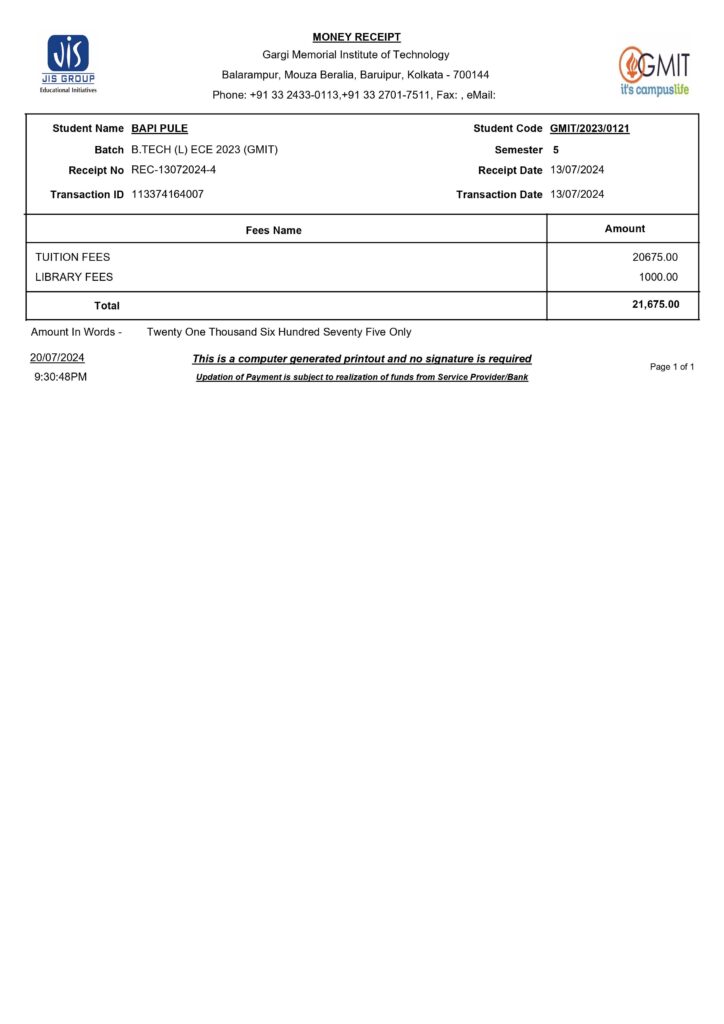 MONEY RECEIPT
JIS
JIS GROUP
Educational Initiatives
Gargi Memorial Institute of Technology
Balarampur, Mouza Beralia, Baruipur, Kolkata - 700144
Phone: +91 33 2433-0113,+91 33 2701-7511, Fax: , eMail:
GMIT
it's campuslife
Student Name BAPI PULE Student Code GMIT/2023/0121
Batch B.TECH (L) ECE 2023 (GMIT) Semester 5
Receipt No REC-13072024-4 Receipt Date 13/07/2024
Transaction ID 113374164007 Transaction Date 13/07/2024
Fees Name Amount
TUITION FEES 20675.00
LIBRARY FEES 1000.00
Total 21,675.00
Amount In Words - Twenty One Thousand Six Hundred Seventy Five Only
20/07/2024 This is a computer generated printout and no signature is required
Page 1 of 1
9:30:48PM Updation of Payment is subject to realization of funds from Service Provider/Bank